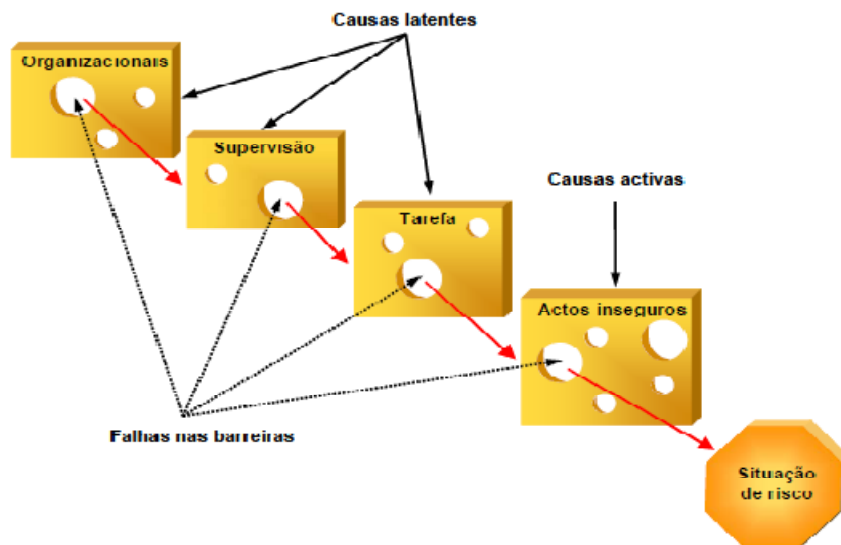 Causas latentes
Organizacionais
Supervisão
Causas activas
Tarefa
Actos inseguros
Falhas nas barreiras
Situação
de risco